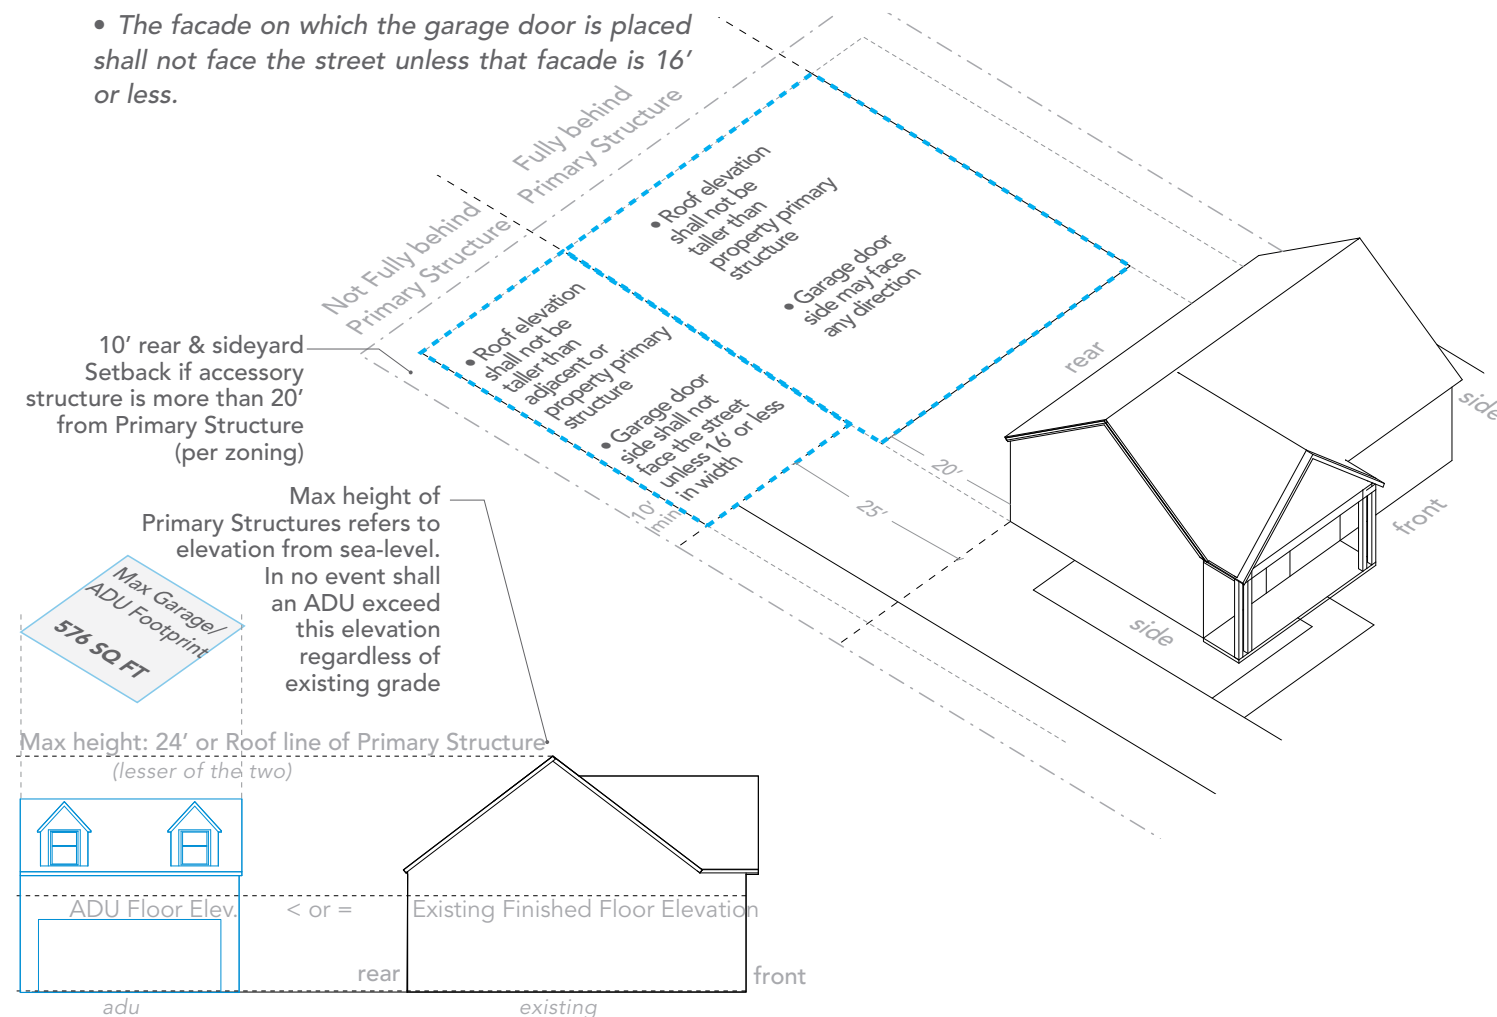 • The facade on which the garage door is placed
shall not face the street unless that facade is 16’
or less.
Fully behind
Primary Structure
Not Fully behind
Primary Structure
• Roof elevation
shall not be
taller than
property primary
structure
• Garage door
side may face
any direction
• Roof elevation
shall not be
taller than
adjacent or
property primary
structure
• Garage door
side shall not
face the street
unless 16’ or less
in width
rear
side
front
side
20’
25’
10’
min
10’ rear & sideyard
Setback if accessory
structure is more than 20’
from Primary Structure
(per zoning)
Max height of
Primary Structures refers to
elevation from sea-level.
In no event shall
an ADU exceed
this elevation
regardless of
existing grade
Max Garage/
ADU Footprint
576 SQ FT
Max height: 24’ or Roof line of Primary Structure
(lesser of the two)
ADU Floor Elev. < or = Existing Finished Floor Elevation
rear
front
adu
existing